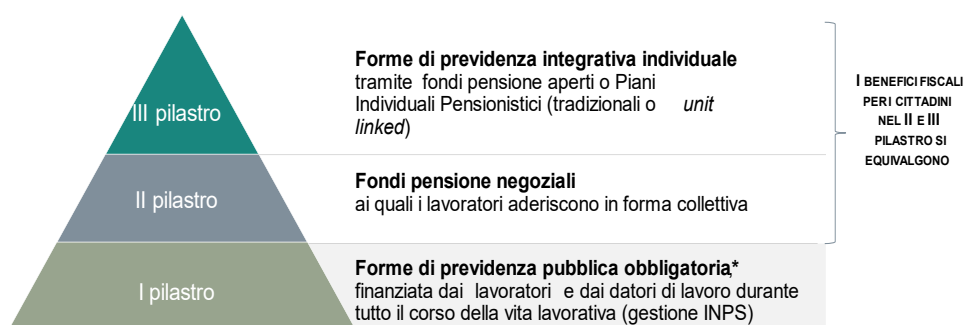 III pilastro
Forme di previdenza integrativa individuale
tramite fondi pensione aperti o Piani
Individuali Pensionistici (tradizionali o unit
linked)
I BENEFICI FISCALI
PER I CITTADINI
NEL II E III
PILASTRO SI
EQUIVALGONO
II pilastro
Fondi pensione negoziali
ai quali i lavoratori aderiscono in forma collettiva
I pilastro
Forme di previdenza pubblica obbligatoria,*
finanziata dai lavoratori e dai datori di lavoro durante
tutto il corso della vita lavorativa (gestione INPS)